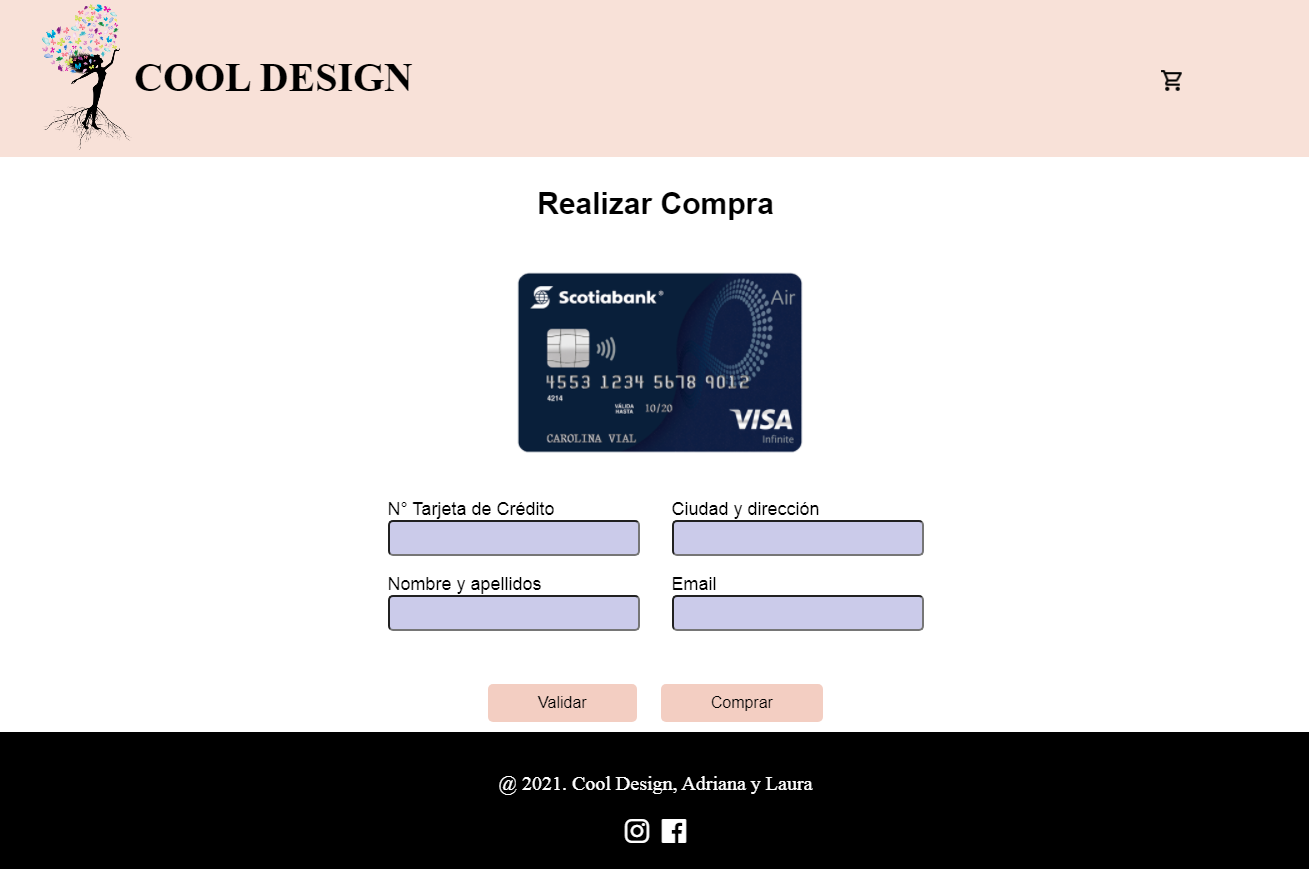 COOL DESIGN
Realizar Compra
Scotiabank®
Air
4553 1234 5678 9012
4214
VÁLIDA
HASTA
10/20
VISA
CAROLINA VIAL
Infinite
N° Tarjeta de Crédito
Ciudad y dirección
Nombre y apellidos
Email
Validar
Comprar
@ 2021. Cool Design, Adriana y Laura